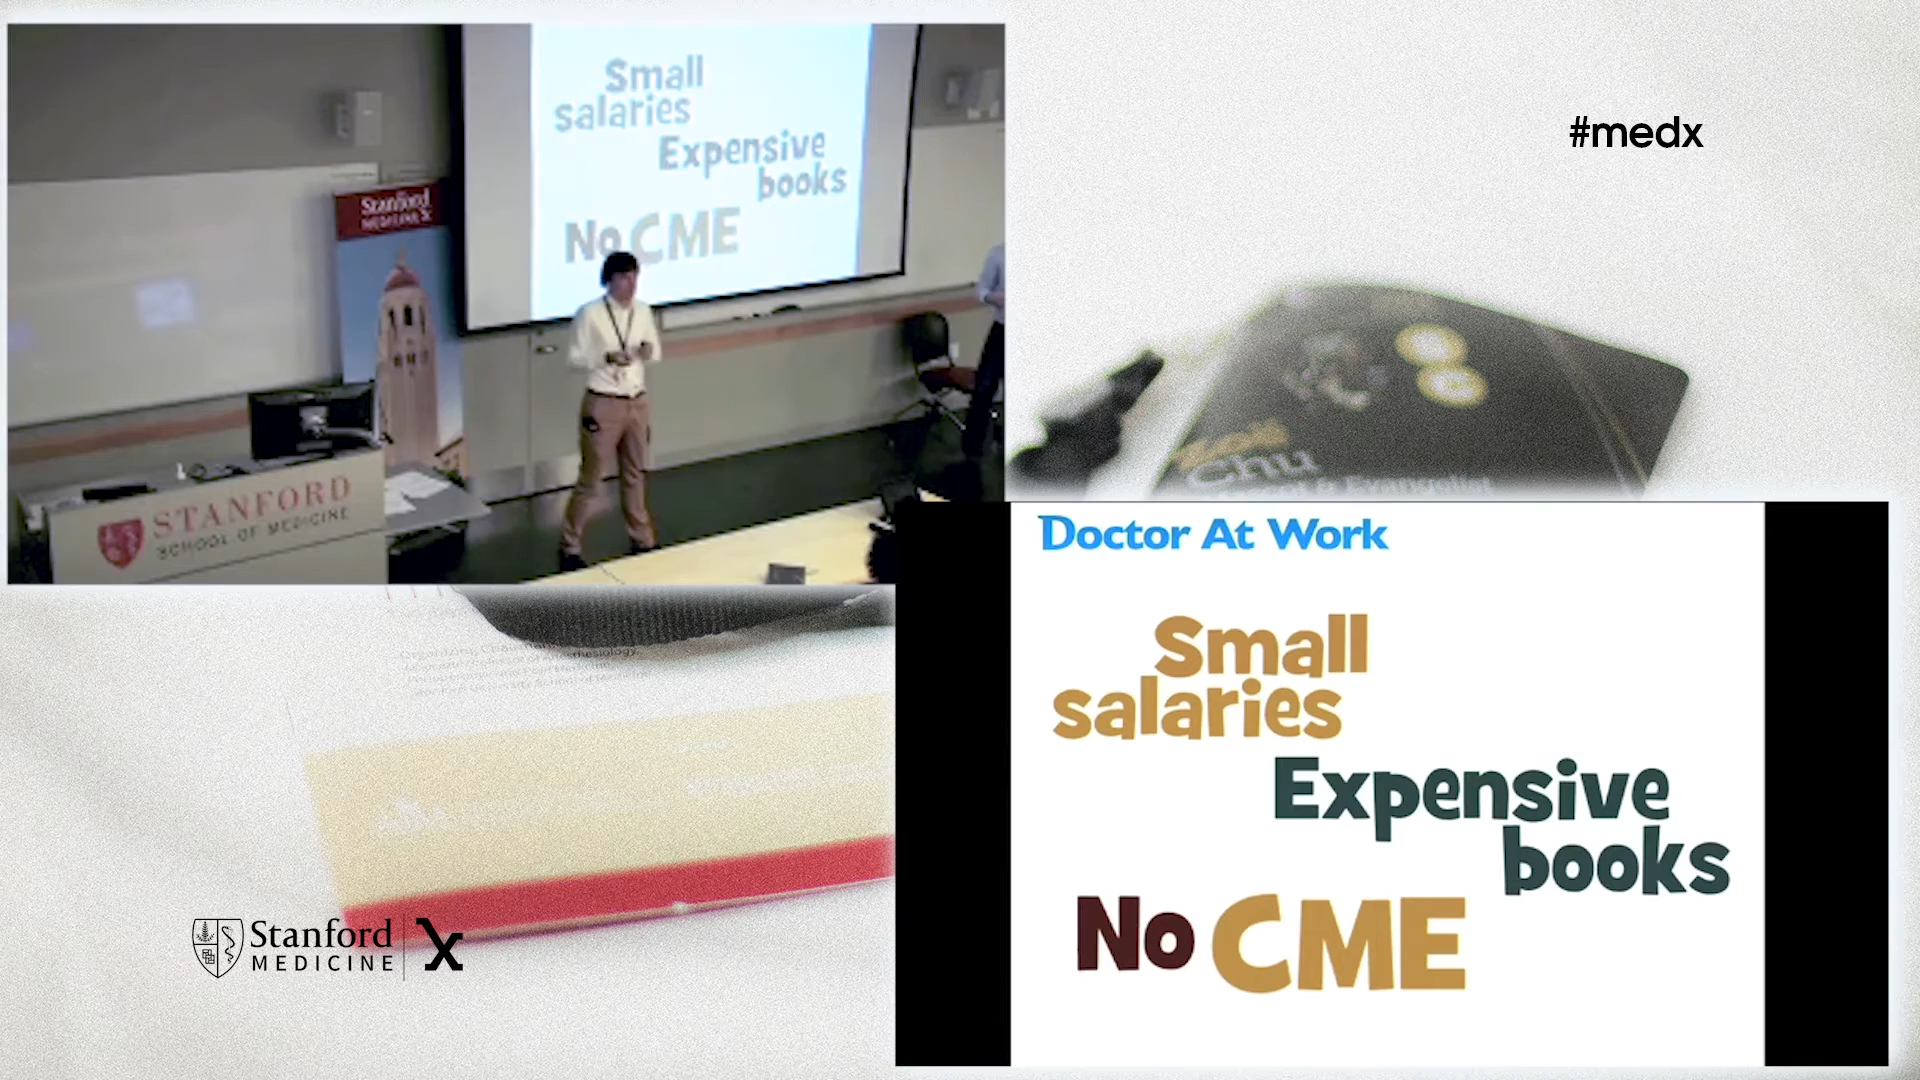 Small
salaries
Expensive
books
No CME
Stanford
MEDICINE X
STANFORD
SCHOOL OF MEDICINE
#medx
Chu
Doctor At Work
Small
salaries
Expensive
books
No CME
Stanford
MEDICINE X